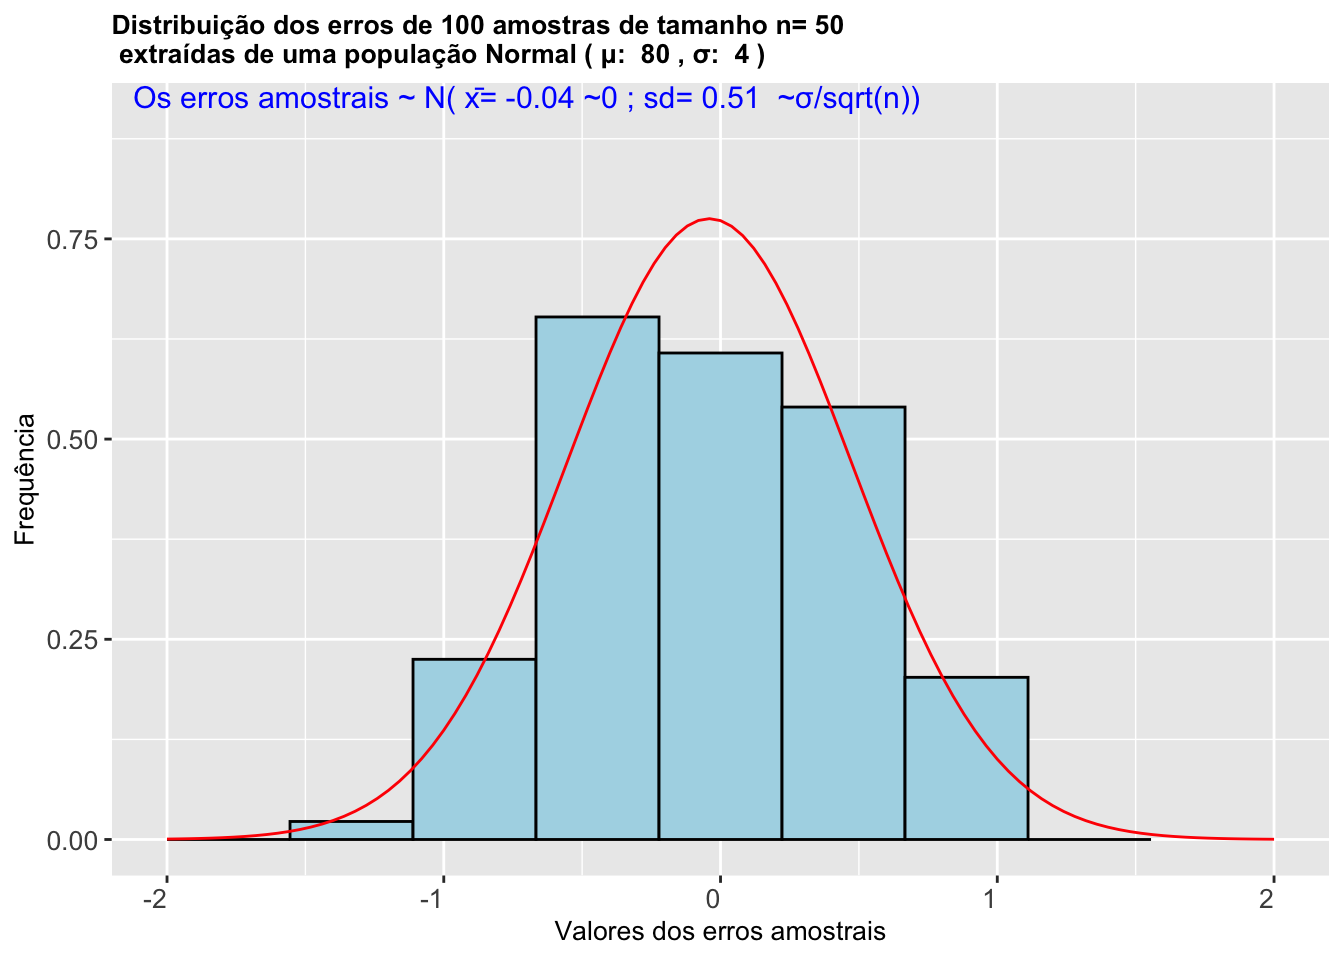 Distribuição dos erros de 100 amostras de tamanho n= 50
extraídas de uma população Normal ( μ:  80 , σ:  4 )
Os erros amostrais ~ N( x̄= -0.04 ~0 ; sd= 0.51  ~σ/sqrt(n))
0.75
0.50
0.25
0.00
Frequência
-2
-1
0
1
2
Valores dos erros amostrais